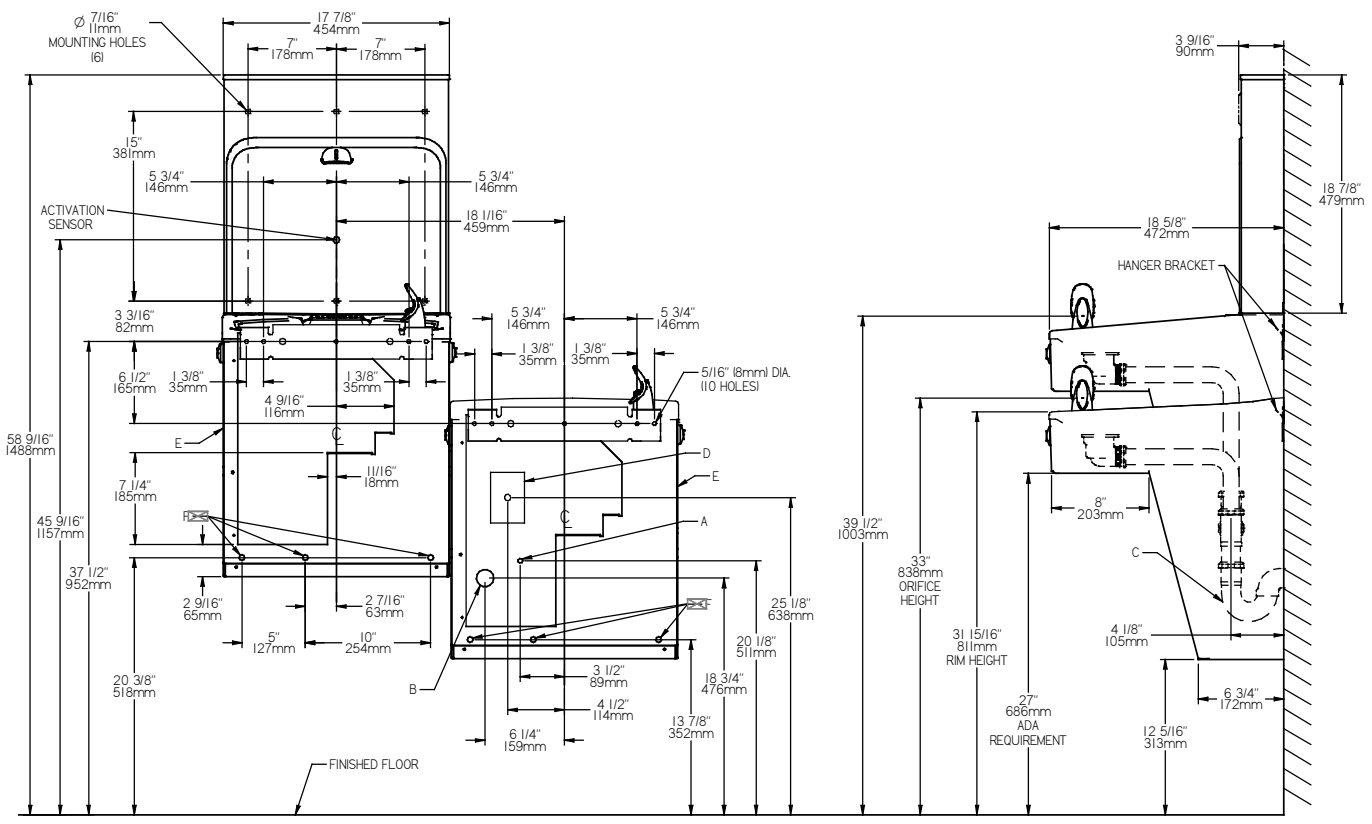 Ø 7/16"
11mm
MOUNTING HOLES
(6)
17 7/8"
454mm
7"
178mm
7"
178mm
15"
381mm
5 3/4"
146mm
5 3/4"
146mm
ACTIVATION
SENSOR
18 1/16"
459mm
3 3/16"
82mm
5 3/4"
146mm
5 3/4"
146mm
1 3/8"
35mm
1 3/8"
35mm
6 1/2"
165mm
1 3/8"
35mm
1 3/8"
35mm
5/16" (8mm) DIA.
(10 HOLES)
4 9/16"
116mm
58 9/16"
1488mm
E
C
L
D
E
11/16"
18mm
7 1/4"
185mm
C
L
A
45 9/16"
1157mm
F
37 1/2"
952mm
2 9/16"
65mm
2 7/16"
63mm
F
25 1/8"
638mm
5"
127mm
10"
254mm
20 1/8"
511mm
20 3/8"
518mm
B
3 1/2"
89mm
18 3/4"
476mm
4 1/2"
114mm
13 7/8"
352mm
6 1/4"
159mm
FINISHED FLOOR
3 9/16"
90mm
18 7/8"
479mm
18 5/8"
472mm
HANGER BRACKET
39 1/2"
1003mm
8"
203mm
33"
838mm
ORIFICE
HEIGHT
C
31 15/16"
811mm
RIM HEIGHT
4 1/8"
105mm
27"
686mm
ADA
REQUIREMENT
6 3/4"
172mm
12 5/16"
313mm